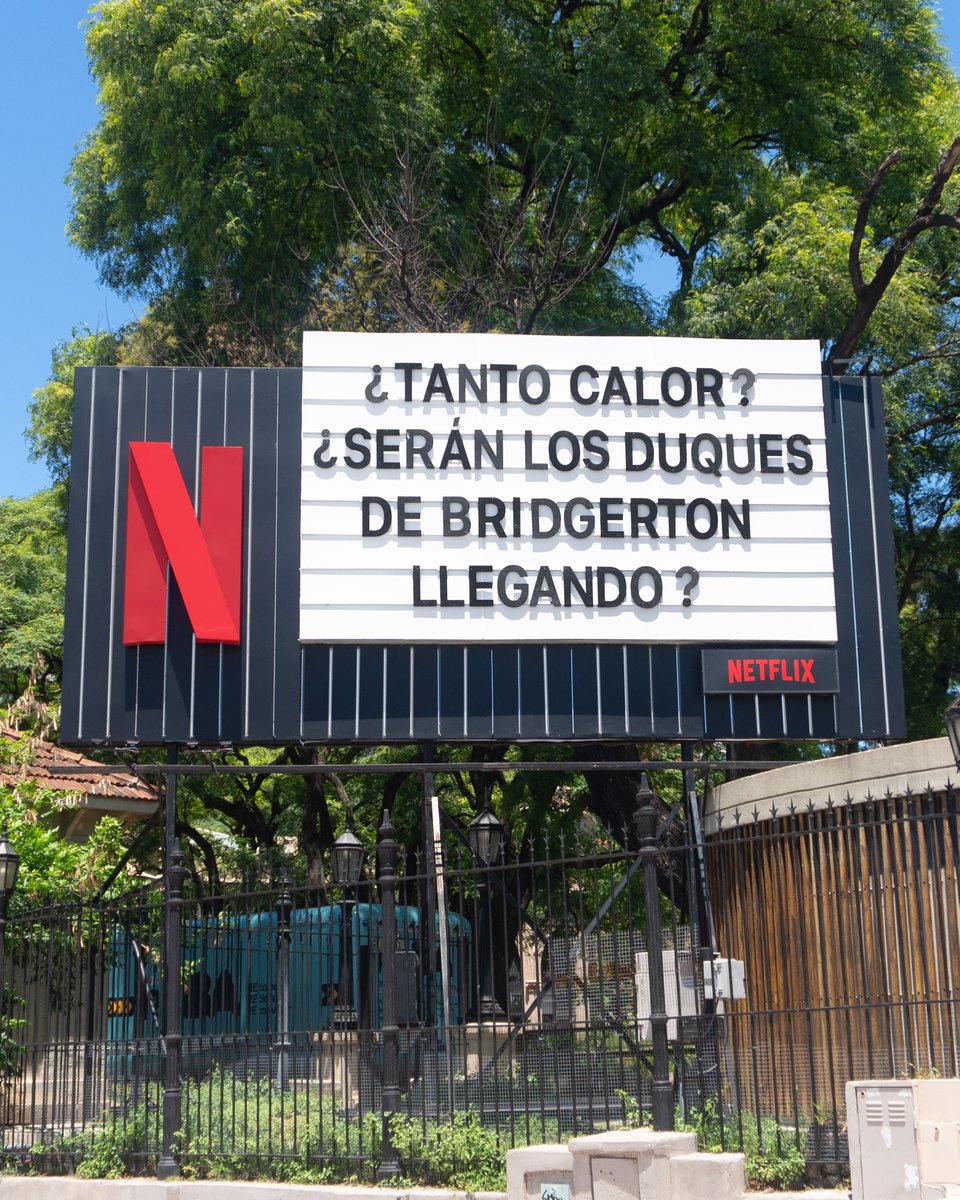 ¿TANTO CALOR?
¿SERÁN LOS DUQUES
DE BRIDGERTON
LLEGANDO?
N
NETFLIX